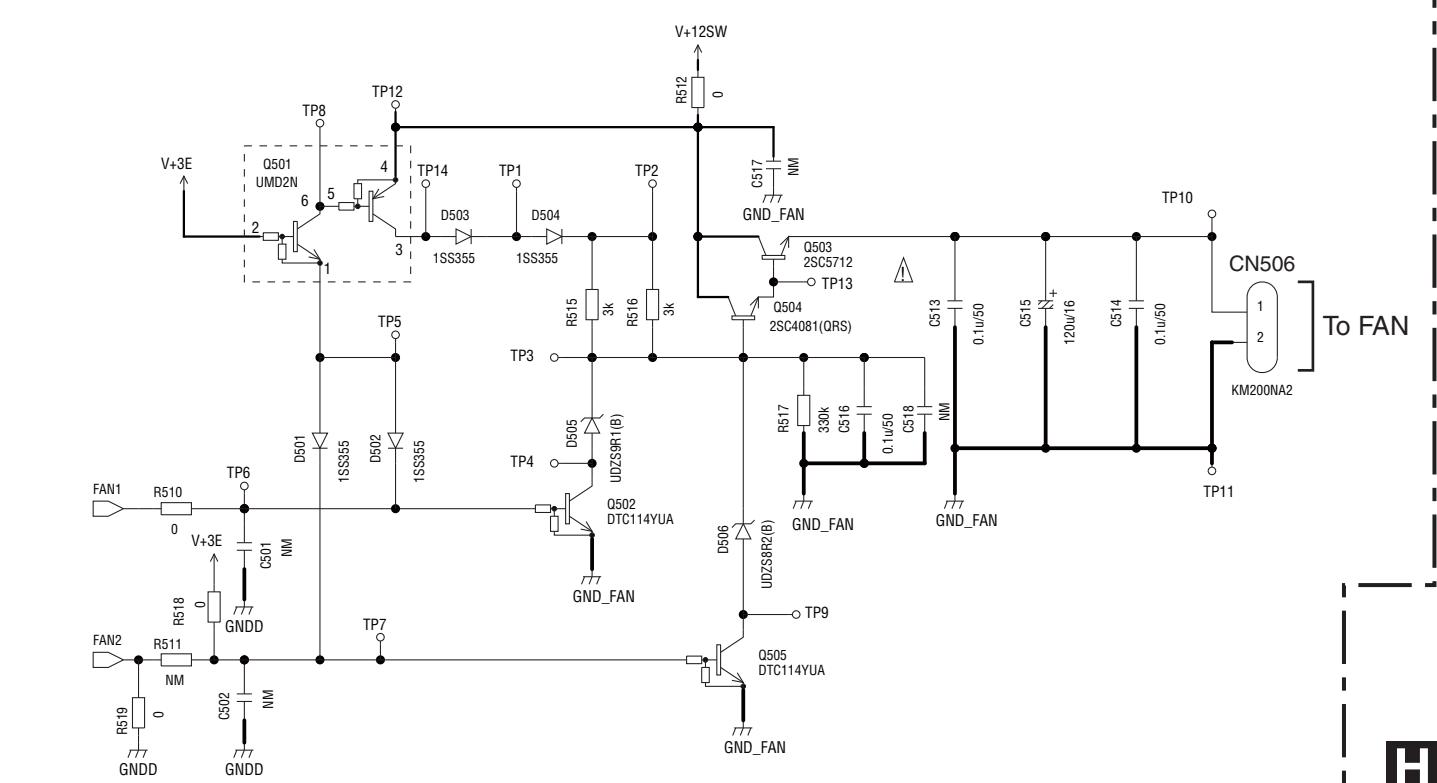 V+12SW
R512
0
TP12
TP8
V+3E
Q501
UMD2N
4
TP14
TP1
TP2
C517
NM
GND_FAN
TP10
6
5
2
3
1
D503
1SS355
D504
1SS355
Q503
2SC5712
TP13
Q504
2SC4081(QRS)
CN506
1
2
To FAN
KM200NA2
R515
3k
R516
3k
C513
0.1u/50
C515
+
120u/16
C514
0.1u/50
TP5
TP3
D501
1SS355
D502
1SS355
D505
UDZS9R1(B)
R517
330k
C516
0.1u/50
C518
NM
TP6
TP4
TP11
FAN1
R510
0
Q502
DTC114YUA
GND_FAN
GND_FAN
V+3E
C501
NM
D506
UDZS8R2(B)
GND_FAN
R518
0
GNDD
TP7
TP9
FAN2
R511
NM
Q505
DTC114YUA
R519
0
C502
NM
GND_FAN
GNDD
GNDD
H